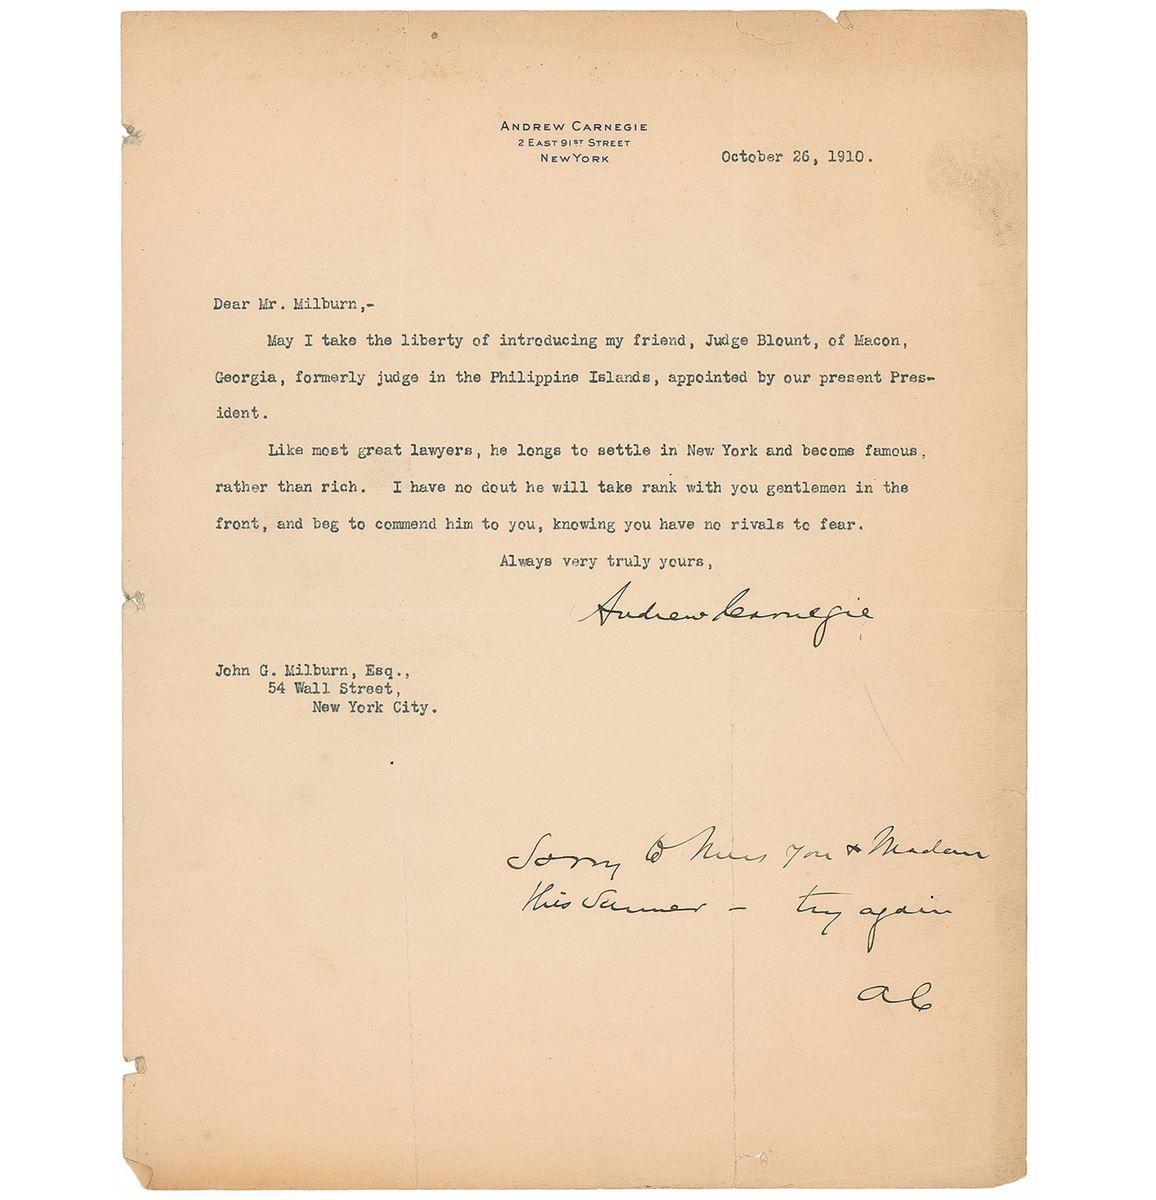 ANDREW CARNEGIE
2 EAST 91ST STREET
NEW YORK
October 26, 1910.
Dear Mr. Milburn,-
May I take the liberty of introducing my friend, Judge Blount, of Macon,
Georgia, formerly judge in the Philippine Islands, appointed by our present Pres-
ident.
Like most great lawyers, he longs to settle in New York and become famous,
rather than rich. I have no dout he will take rank with you gentlemen in the
front, and beg to commend him to you, knowing you have no rivals to fear.
Always very truly yours,
Andrew Carnegie
John G. Milburn, Esq.,
54 Wall Street,
New York City.
Sorry to miss you & Madam
this Summer - try again
AC